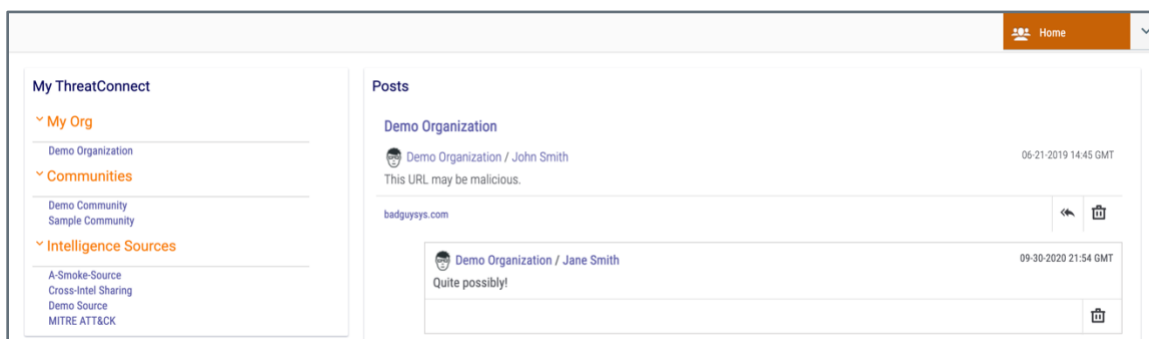 Home
My ThreatConnect
My Org
Demo Organization
Communities
Demo Community
Sample Community
Intelligence Sources
A-Smoke-Source
Cross-Intel Sharing
Demo Source
MITRE ATT&CK
Posts
Demo Organization
Demo Organization / John Smith
06-21-2019 14:45 GMT
This URL may be malicious.
badguysys.com
Demo Organization / Jane Smith
09-30-2020 21:54 GMT
Quite possibly!